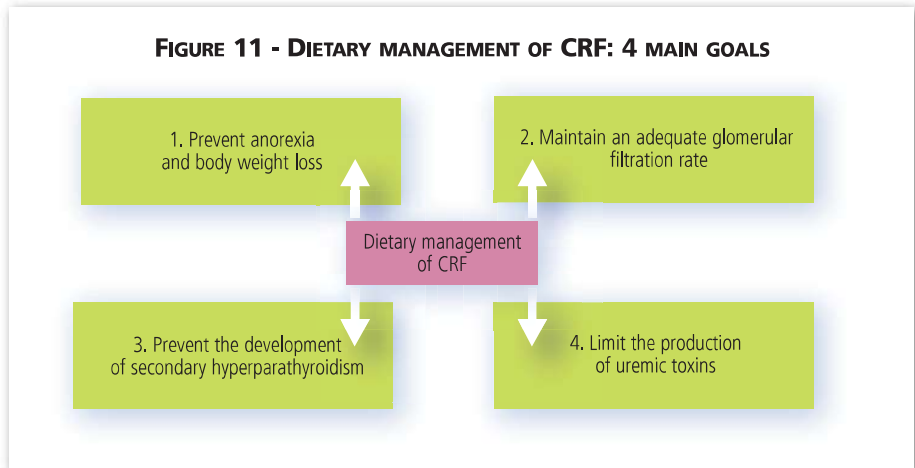 FIGURE 11 - DIETARY MANAGEMENT OF CRF: 4 MAIN GOALS
1. Prevent anorexia
and body weight loss
2. Maintain an adequate glomerular
filtration rate
Dietary management
of CRF
3. Prevent the development
of secondary hyperparathyroidism
4. Limit the production
of uremic toxins